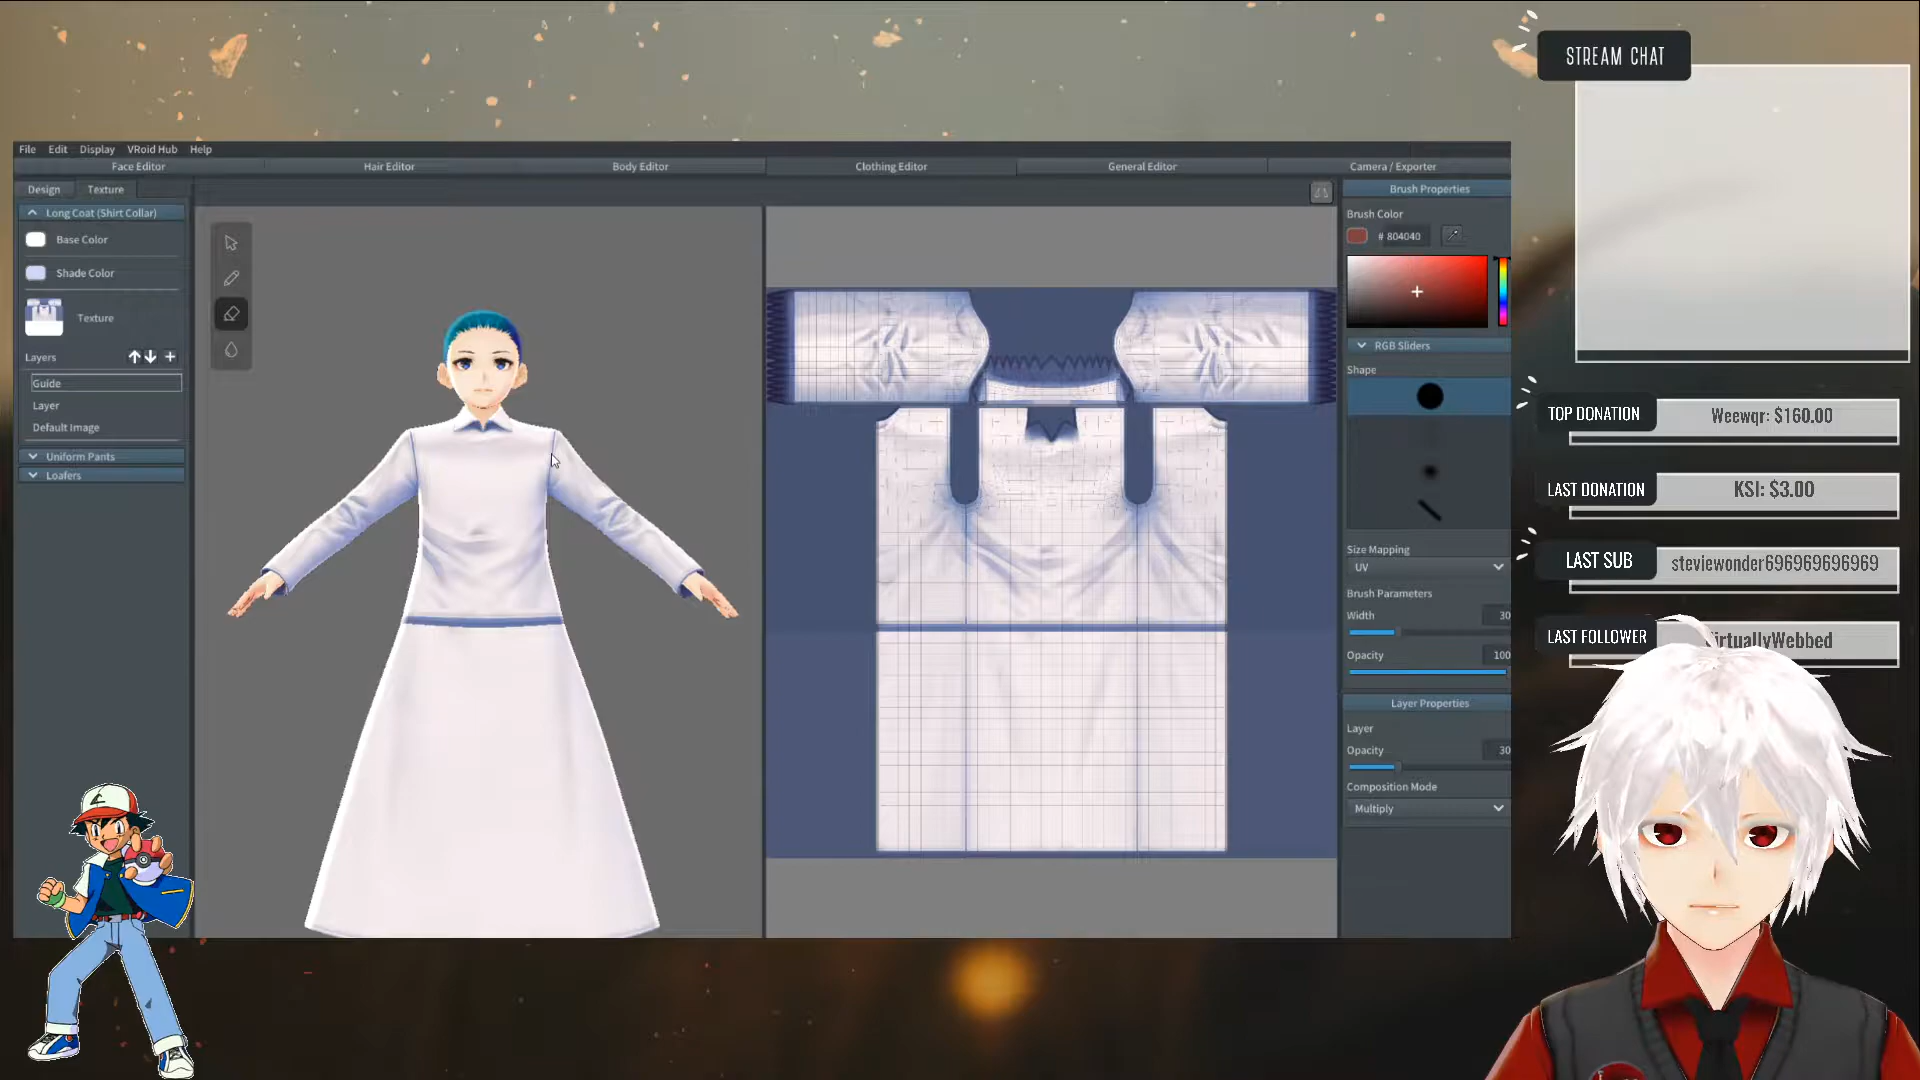 File Edit Display VRoid Hub Help
Face Editor Hair Editor Body Editor Clothing Editor General Editor Camera / Exporter
Design Texture
Long Coat (Shirt Collar)
Base Color
Shade Color
Texture
Layers
Guide
Layer
Default Image
Uniform Pants
Loafers
Brush Properties
Brush Color
# 804040
RGB Sliders
Shape
Size Mapping
UV
Brush Parameters
Width 30
Opacity 100
Layer Properties
Layer
Opacity 30
Composition Mode
Multiply
STREAM CHAT
TOP DONATION Weewqr: $160.00
LAST DONATION KSI: $3.00
LAST SUB steviewonder696969696969
LAST FOLLOWER irtuallyWebbed